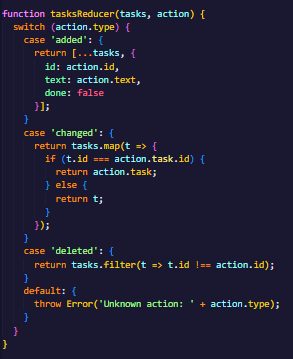 function tasksReducer(tasks, action) {
  switch (action.type) {
    case 'added': {
      return [...tasks, {
        id: action.id,
        text: action.text,
        done: false
      }];
    }
    case 'changed': {
      return tasks.map(t => {
        if (t.id === action.task.id) {
          return action.task;
        } else {
          return t;
        }
      });
    }
    case 'deleted': {
      return tasks.filter(t => t.id !== action.id);
    }
    default: {
      throw Error('Unknown action: ' + action.type);
    }
  }
}